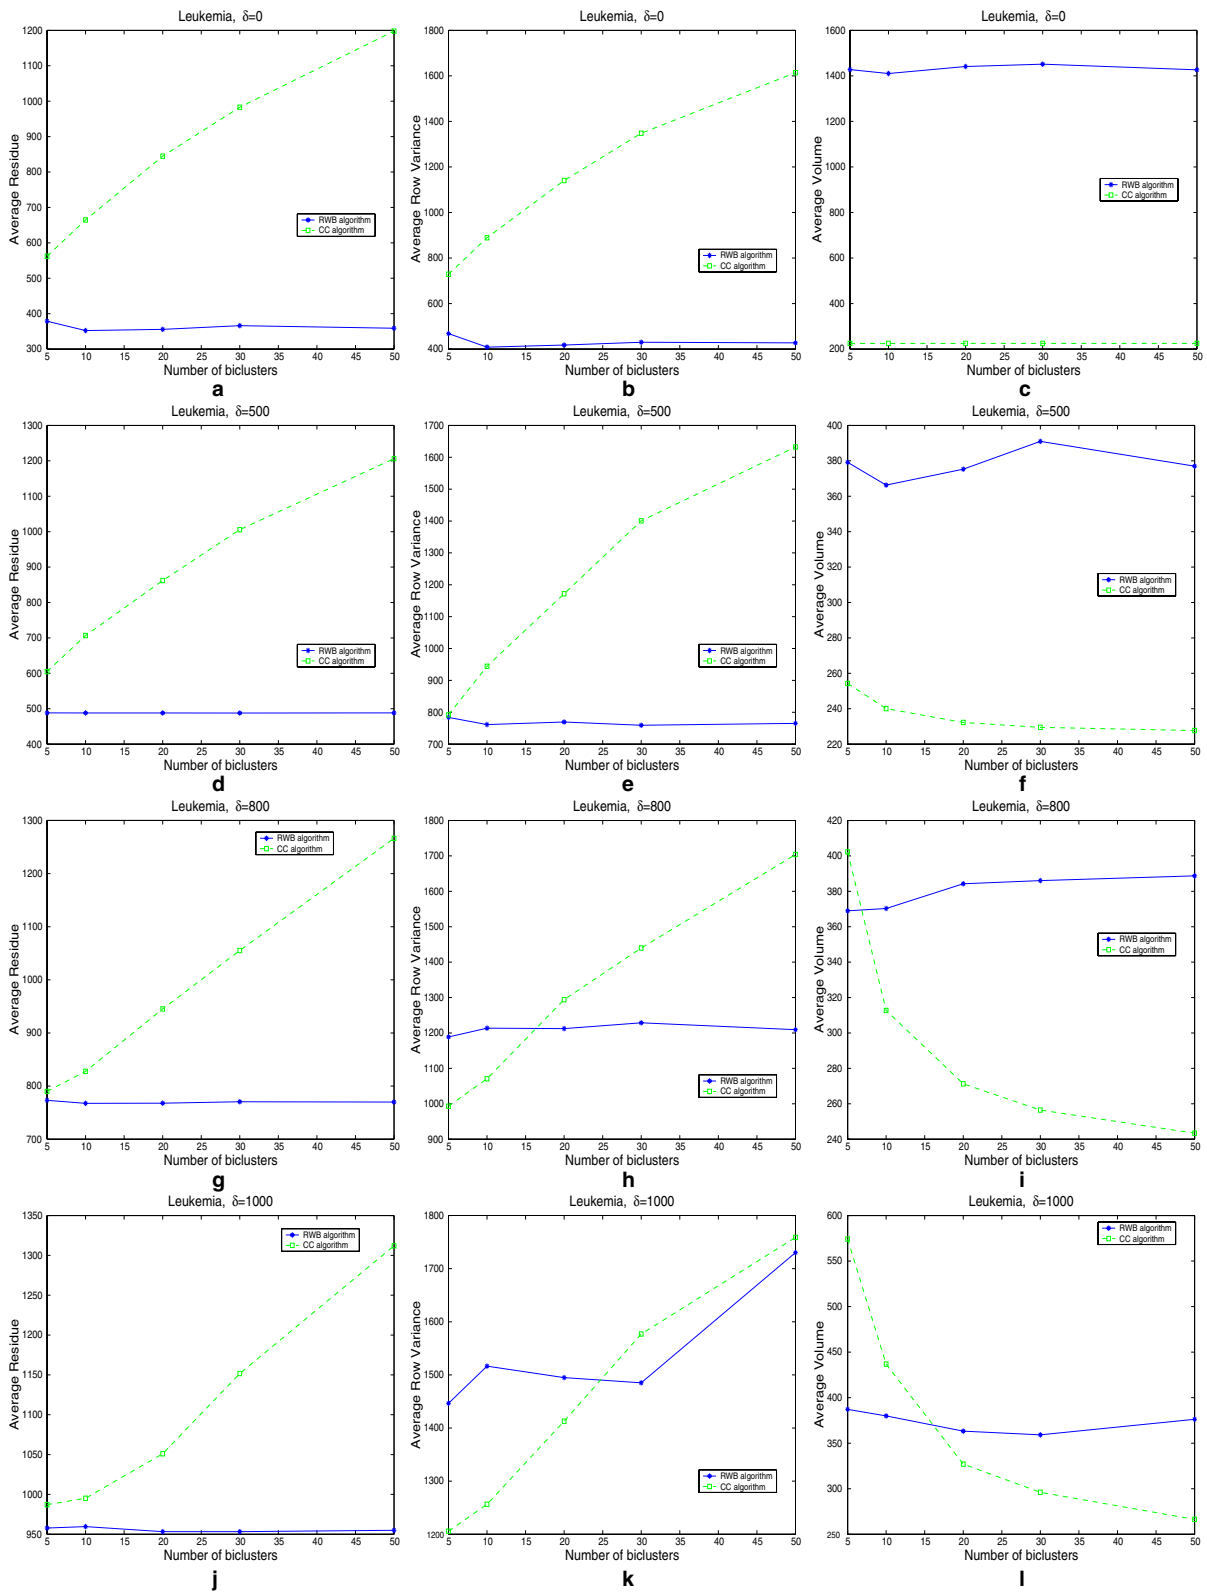 Leukemia, δ=0
Average Residue
1200
1100
1000
900
800
700
600
500
400
300
RWB algorithm
CC algorithm
5 10 15 20 25 30 35 40 45 50
Number of biclusters
a
Leukemia, δ=0
Average Row Variance
1800
1600
1400
1200
1000
800
600
400
RWB algorithm
CC algorithm
5 10 15 20 25 30 35 40 45 50
Number of biclusters
b
Leukemia, δ=0
Average Volume
1600
1400
1200
1000
800
600
400
200
RWB algorithm
CC algorithm
5 10 15 20 25 30 35 40 45 50
Number of biclusters
c
Leukemia, δ=500
Average Residue
1300
1200
1100
1000
900
800
700
600
500
400
RWB algorithm
CC algorithm
5 10 15 20 25 30 35 40 45 50
Number of biclusters
d
Leukemia, δ=500
Average Row Variance
1700
1600
1500
1400
1300
1200
1100
1000
900
800
700
RWB algorithm
CC algorithm
5 10 15 20 25 30 35 40 45 50
Number of biclusters
e
Leukemia, δ=500
Average Volume
400
380
360
340
320
300
280
260
240
220
RWB algorithm
CC algorithm
5 10 15 20 25 30 35 40 45 50
Number of biclusters
f
Leukemia, δ=800
Average Residue
1300
1200
1100
1000
900
800
700
RWB algorithm
CC algorithm
5 10 15 20 25 30 35 40 45 50
Number of biclusters
g
Leukemia, δ=800
Average Row Variance
1800
1700
1600
1500
1400
1300
1200
1100
1000
900
RWB algorithm
CC algorithm
5 10 15 20 25 30 35 40 45 50
Number of biclusters
h
Leukemia, δ=800
Average Volume
420
400
380
360
340
320
300
280
260
240
RWB algorithm
CC algorithm
5 10 15 20 25 30 35 40 45 50
Number of biclusters
i
Leukemia, δ=1000
Average Residue
1350
1300
1250
1200
1150
1100
1050
1000
950
RWB algorithm
CC algorithm
5 10 15 20 25 30 35 40 45 50
Number of biclusters
j
Leukemia, δ=1000
Average Row Variance
1800
1700
1600
1500
1400
1300
1200
RWB algorithm
CC algorithm
5 10 15 20 25 30 35 40 45 50
Number of biclusters
k
Leukemia, δ=1000
Average Volume
600
550
500
450
400
350
300
250
RWB algorithm
CC algorithm
5 10 15 20 25 30 35 40 45 50
Number of biclusters
l